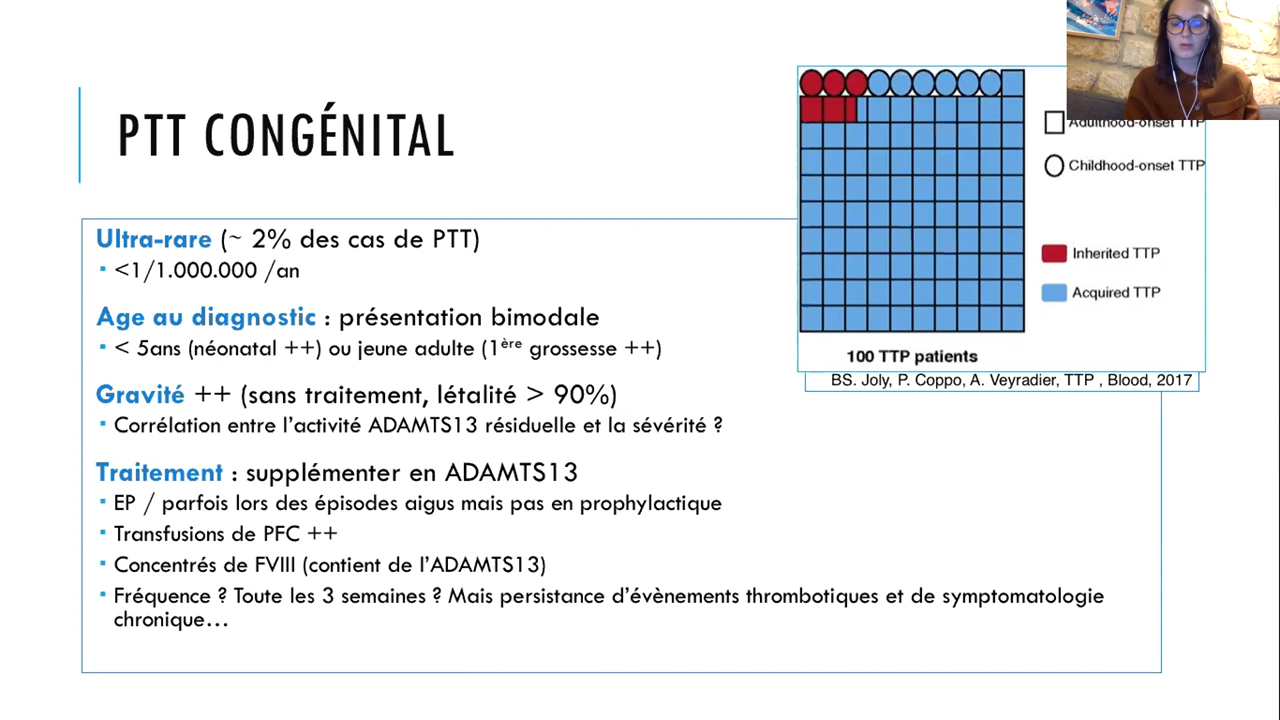 PTT CONGÉNITAL
Adulthood-onset TTP
Childhood-onset TTP
Inherited TTP
Acquired TTP
100 TTP patients
BS. Joly, P. Coppo, A. Veyradier, TTP , Blood, 2017
Ultra-rare (~ 2% des cas de PTT)
▪ <1/1.000.000 /an
Age au diagnostic : présentation bimodale
▪ < 5ans (néonatal ++) ou jeune adulte (1ère grossesse ++)
Gravité ++ (sans traitement, létalité > 90%)
▪ Corrélation entre l'activité ADAMTS13 résiduelle et la sévérité ?
Traitement : supplémenter en ADAMTS13
▪ EP / parfois lors des épisodes aigus mais pas en prophylactique
▪ Transfusions de PFC ++
▪ Concentrés de FVIII (contient de l'ADAMTS13)
▪ Fréquence ? Toute les 3 semaines ? Mais persistance d'évènements thrombotiques et de symptomatologie
chronique…